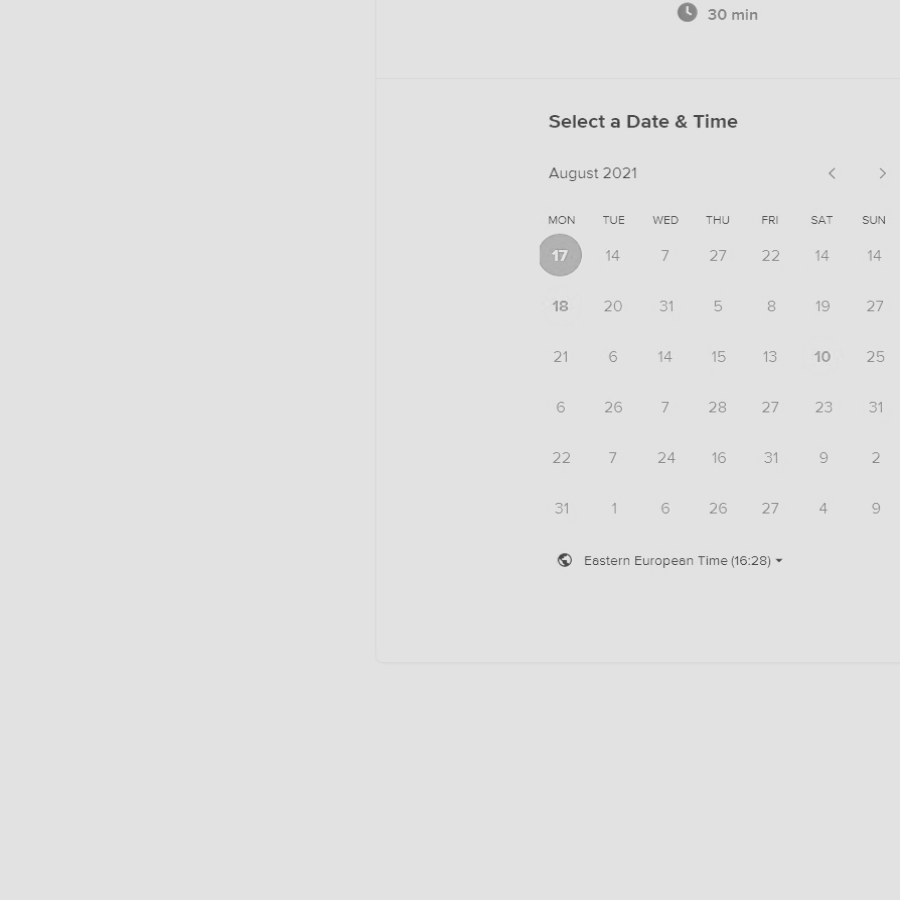 30 min
Select a Date & Time
August 2021
MON TUE WED THU FRI SAT SUN
17 14 7 27 22 14 14
18 20 31 5 8 19 27
21 6 14 15 13 10 25
6 26 7 28 27 23 31
22 7 24 16 31 9 2
31 1 6 26 27 4 9
Eastern European Time (16:28)